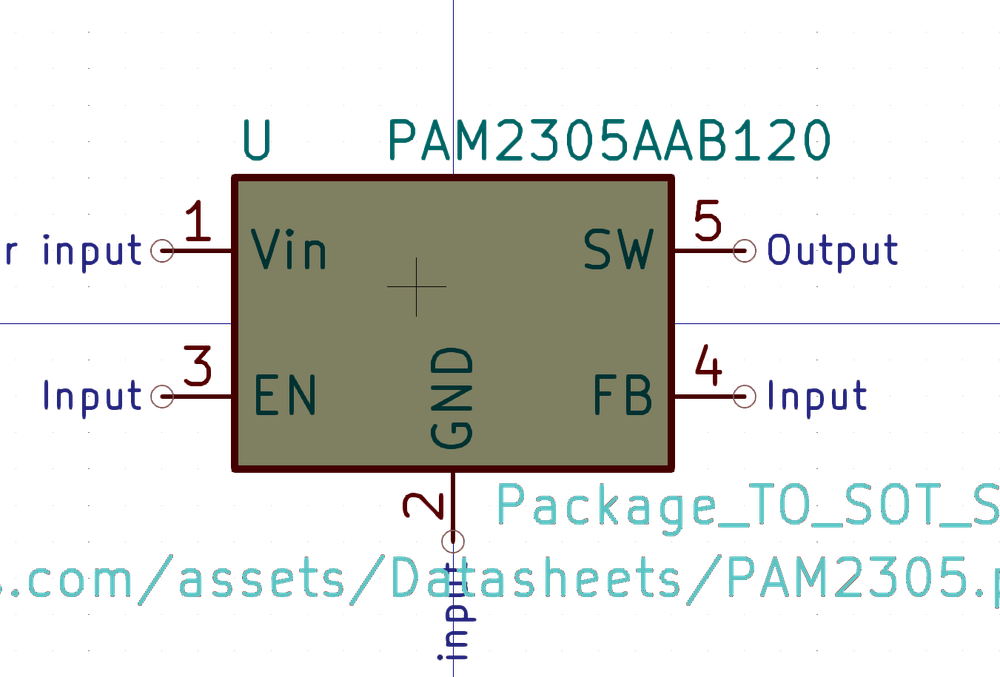 U PAM2305AAB120
1 5
r input Vin SW Output
3 4
Input EN GND FB Input
2
Package_TO_SOT_S
.com/assets/Datasheets/PAM2305.p
input